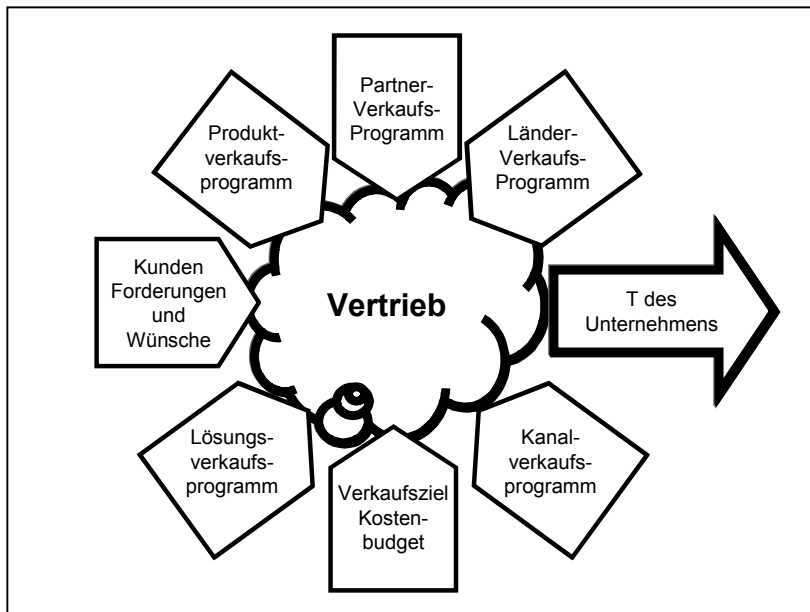 Partner-
Verkaufs-
Programm
Produkt-
verkaufs-
programm
Länder-
Verkaufs-
Programm
Kunden
Forderungen
und
Wünsche
Vertrieb
T des
Unternehmens
Lösungs-
verkaufs-
programm
Verkaufsziel
Kosten-
budget
Kanal-
verkaufs-
programm